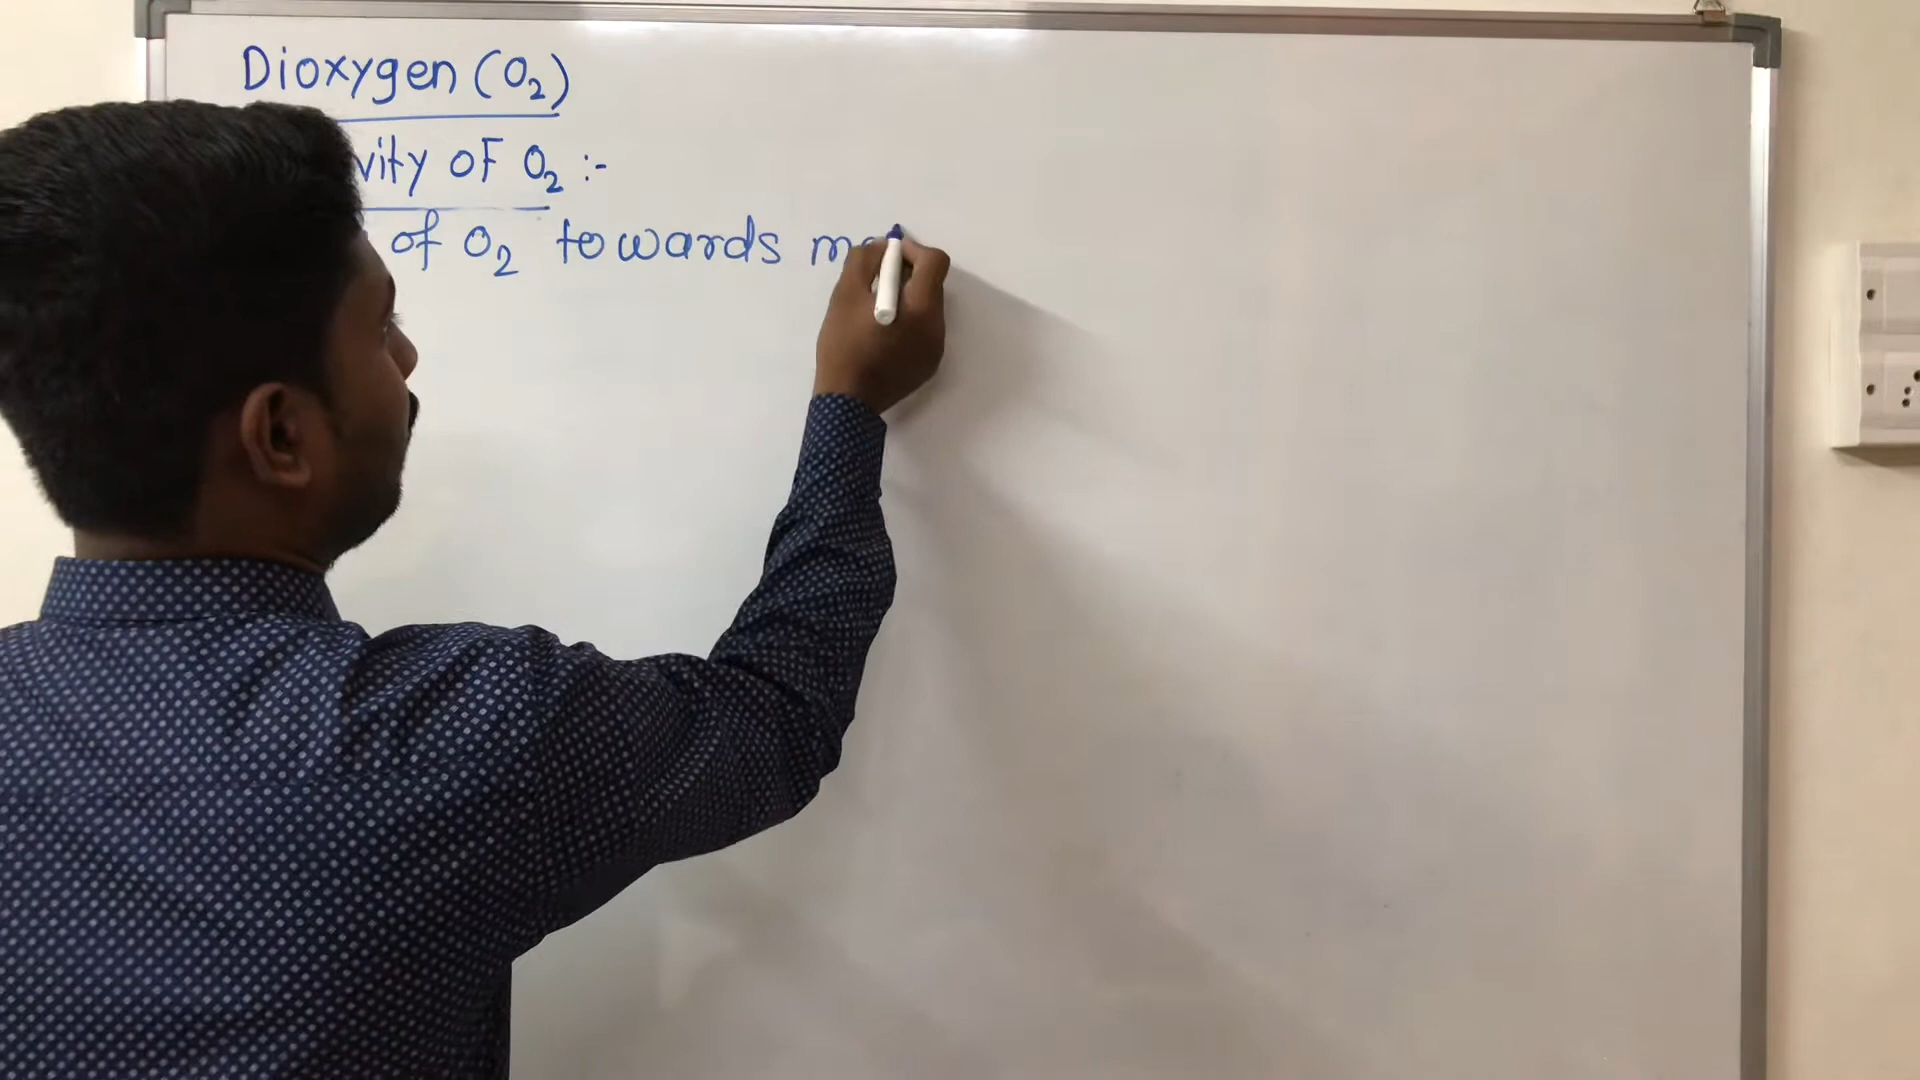 Dioxygen (O₂)
vity of O₂ :-
of O₂ towards